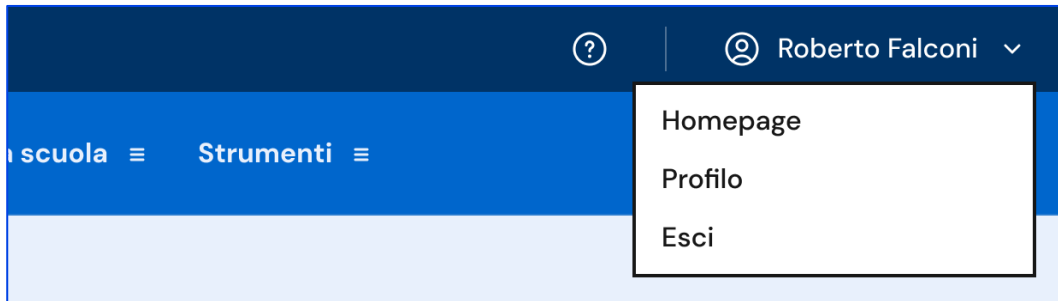 Roberto Falconi
scuola Strumenti
Homepage
Profilo
Esci